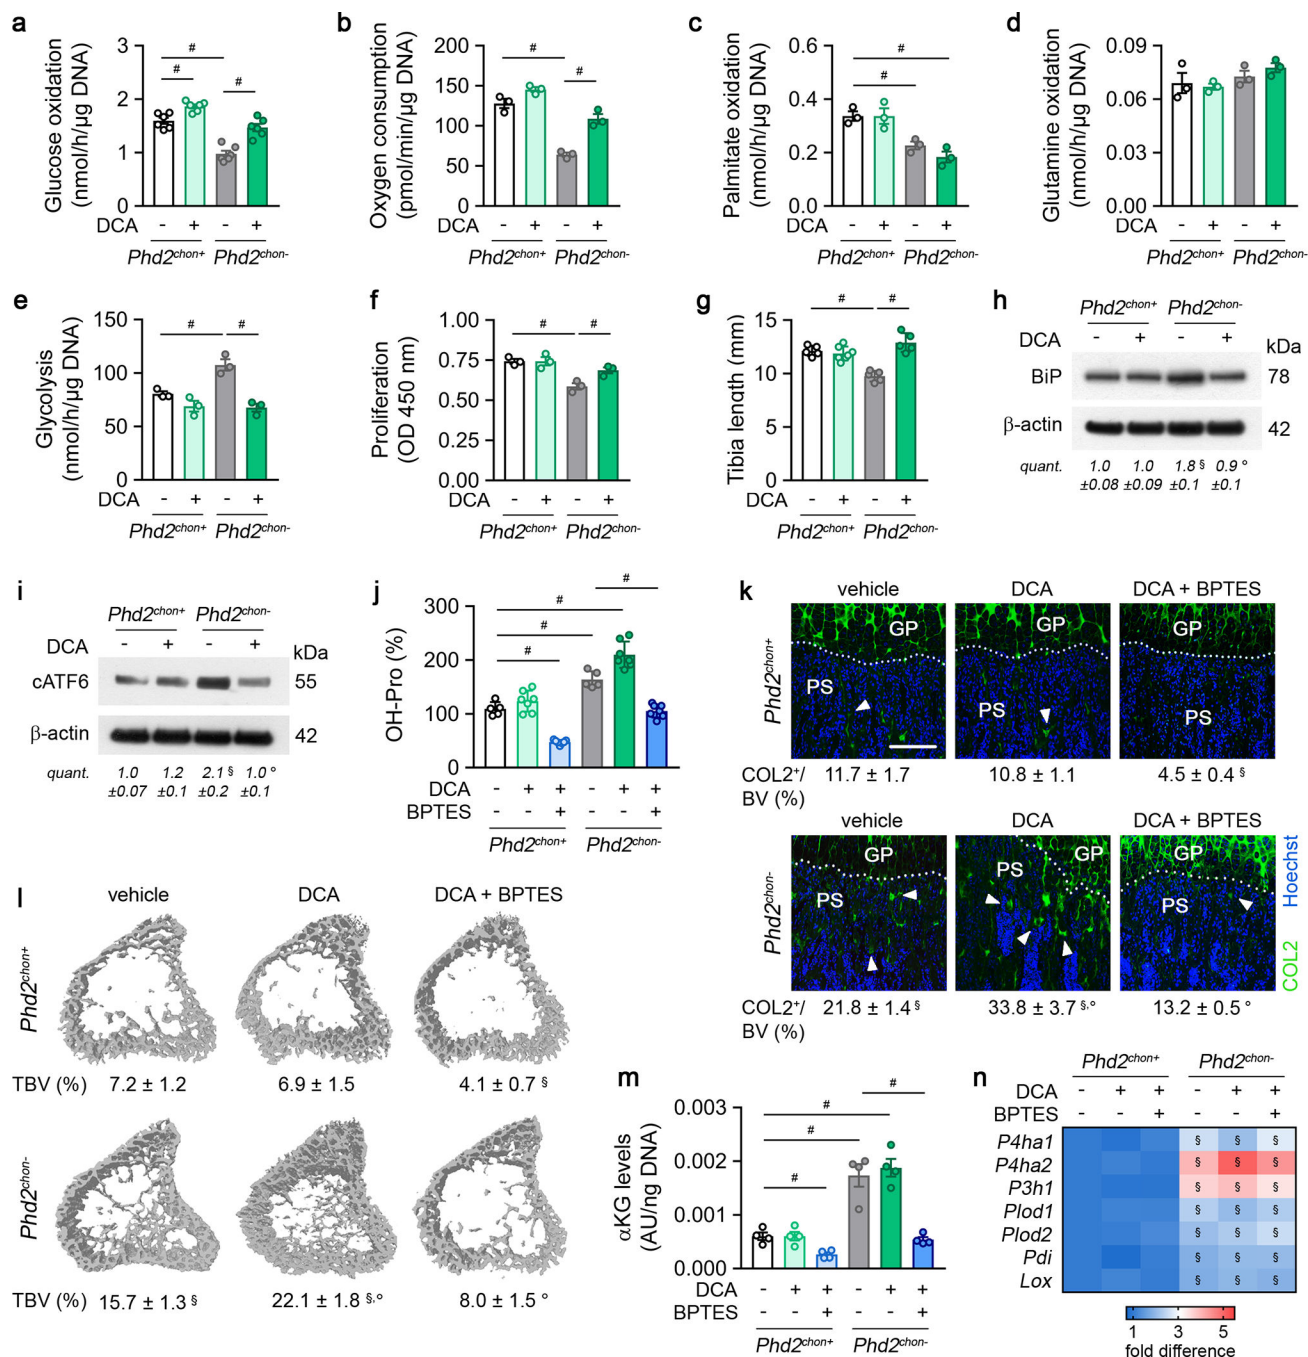 a
Glucose oxidation
(nmol/h/µg DNA)
3
2
1
0
#
#
#
DCA - + - +
Phd2chon+ Phd2chon-
b
Oxygen consumption
(pmol/min/µg DNA)
200
150
100
50
0
#
#
DCA - + - +
Phd2chon+ Phd2chon-
c
Palmitate oxidation
(nmol/h/µg DNA)
0.6
0.4
0.2
0.0
#
#
DCA - + - +
Phd2chon+ Phd2chon-
d
Glutamine oxidation
(nmol/h/µg DNA)
0.09
0.06
0.03
0.00
DCA - + - +
Phd2chon+ Phd2chon-
e
Glycolysis
(nmol/h/µg DNA)
150
100
50
0
# #
DCA - + - +
Phd2chon+ Phd2chon-
f
Proliferation
(OD 450 nm)
1.00
0.75
0.50
0.25
0.00
# #
DCA - + - +
Phd2chon+ Phd2chon-
g
Tibia length (mm)
15
10
5
0
# #
DCA - + - +
Phd2chon+ Phd2chon-
h
Phd2chon+ Phd2chon-
DCA - + - + kDa
BiP 78
β-actin 42
quant. 1.0 1.0 1.8 § 0.9 °
±0.08 ±0.09 ±0.1 ±0.1
i
Phd2chon+ Phd2chon-
DCA - + - + kDa
cATF6 55
β-actin 42
quant. 1.0 1.2 2.1 § 1.0 °
±0.07 ±0.1 ±0.2 ±0.1
j
OH-Pro (%)
300
200
100
0
#
#
#
#
DCA - + + - + +
BPTES - - + - - +
Phd2chon+ Phd2chon-
k
vehicle DCA DCA + BPTES
Phd2chon+
GP GP GP
PS PS PS
COL2+/ 11.7 ± 1.7 10.8 ± 1.1 4.5 ± 0.4 §
BV (%)
vehicle DCA DCA + BPTES
Phd2chon-
GP PS GP GP
PS PS
COL2+/ 21.8 ± 1.4 § 33.8 ± 3.7 §,° 13.2 ± 0.5 °
BV (%)
COL2 Hoechst
l
vehicle DCA DCA + BPTES
Phd2chon+
TBV (%) 7.2 ± 1.2 6.9 ± 1.5 4.1 ± 0.7 §
Phd2chon-
TBV (%) 15.7 ± 1.3 § 22.1 ± 1.8 §,° 8.0 ± 1.5 °
m
αKG levels
(AU/ng DNA)
0.003
0.002
0.001
0.000
#
#
#
#
DCA - + + - + +
BPTES - - + - - +
Phd2chon+ Phd2chon-
n
Phd2chon+ Phd2chon-
DCA - + + - + +
BPTES - - + - - +
P4ha1 § § §
P4ha2 § § §
P3h1 § § §
Plod1 § § §
Plod2 § § §
Pdi § § §
Lox § § §
1 3 5
fold difference